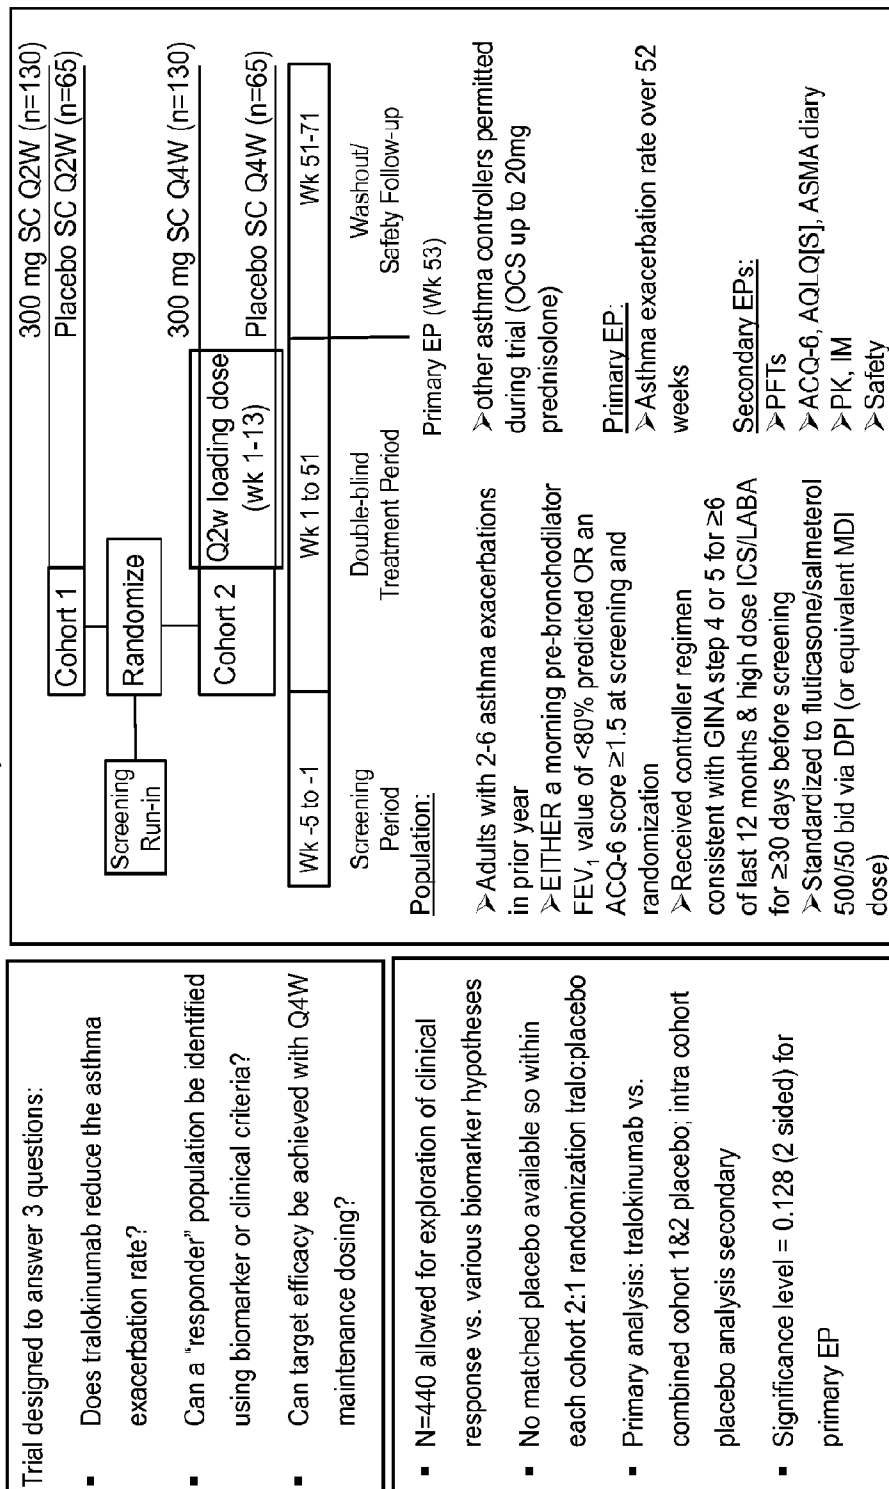 Trial designed to answer 3 questions:
▪ Does tralokinumab reduce the asthma
exacerbation rate?
▪ Can a "responder" population be identified
using biomarker or clinical criteria?
▪ Can target efficacy be achieved with Q4W
maintenance dosing?
▪ N=440 allowed for exploration of clinical
response vs. various biomarker hypotheses
▪ No matched placebo available so within
each cohort 2:1 randomization tralo:placebo
▪ Primary analysis: tralokinumab vs.
combined cohort 1&2 placebo; intra cohort
placebo analysis secondary
▪ Significance level = 0.128 (2 sided) for
primary EP
300 mg SC Q2W (n=130)
Cohort 1
Placebo SC Q2W (n=65)
Screening
Run-in
Randomize
300 mg SC Q4W (n=130)
Cohort 2
Q2w loading dose
(wk 1-13)
Placebo SC Q4W (n=65)
Wk -5 to -1
Wk 1 to 51
Wk 51-71
Screening
Period
Double-blind
Treatment Period
Washout/
Safety Follow-up
Primary EP (Wk 53)
Population:
➢Adults with 2-6 asthma exacerbations
in prior year
➢EITHER a morning pre-bronchodilator
FEV₁ value of <80% predicted OR an
ACQ-6 score ≥1.5 at screening and
randomization
➢Received controller regimen
consistent with GINA step 4 or 5 for ≥6
of last 12 months & high dose ICS/LABA
for ≥30 days before screening
➢Standardized to fluticasone/salmeterol
500/50 bid via DPI (or equivalent MDI
dose)
➢other asthma controllers permitted
during trial (OCS up to 20mg
prednisolone)
Primary EP:
➢Asthma exacerbation rate over 52
weeks
Secondary EPs:
➢PFTs
➢ACQ-6, AQLQ[S], ASMA diary
➢PK, IM
➢Safety